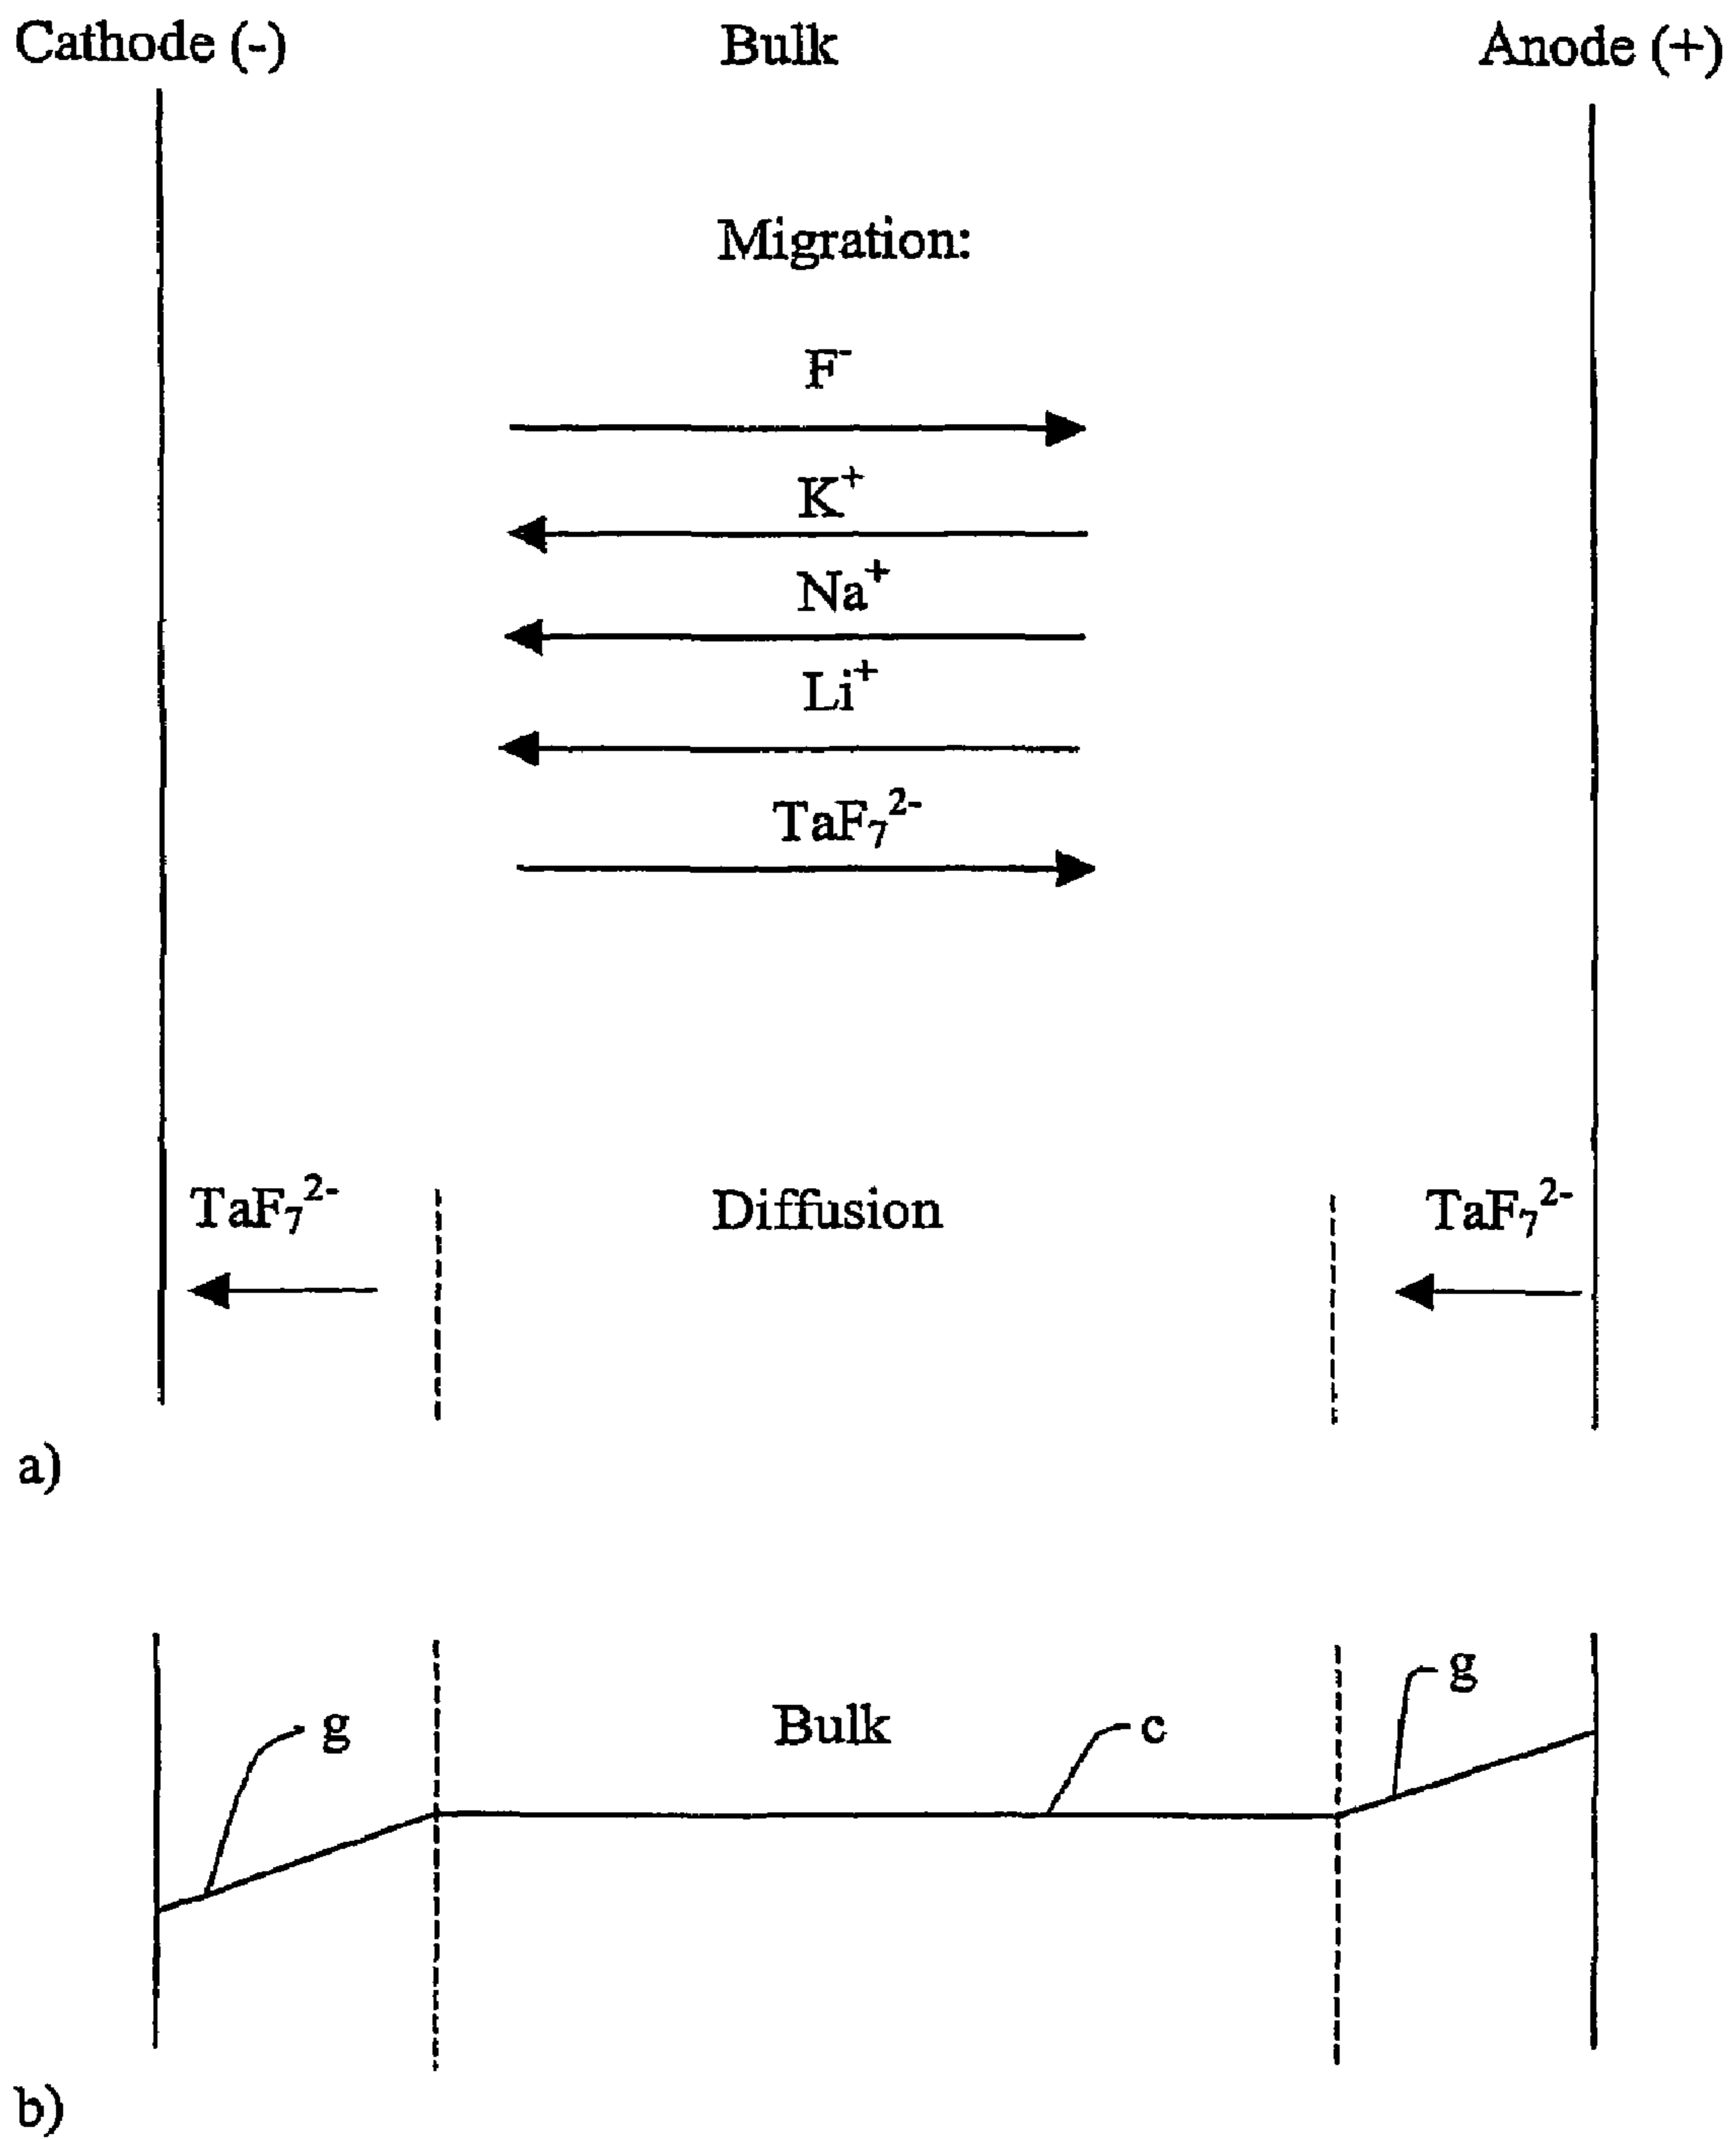 Cathode (-) Bulk Anode (+)
Migration:
F⁻
K⁺
Na⁺
Li⁺
TaF₇²⁻
TaF₇²⁻ Diffusion TaF₇²⁻
a)
g Bulk c g
b)